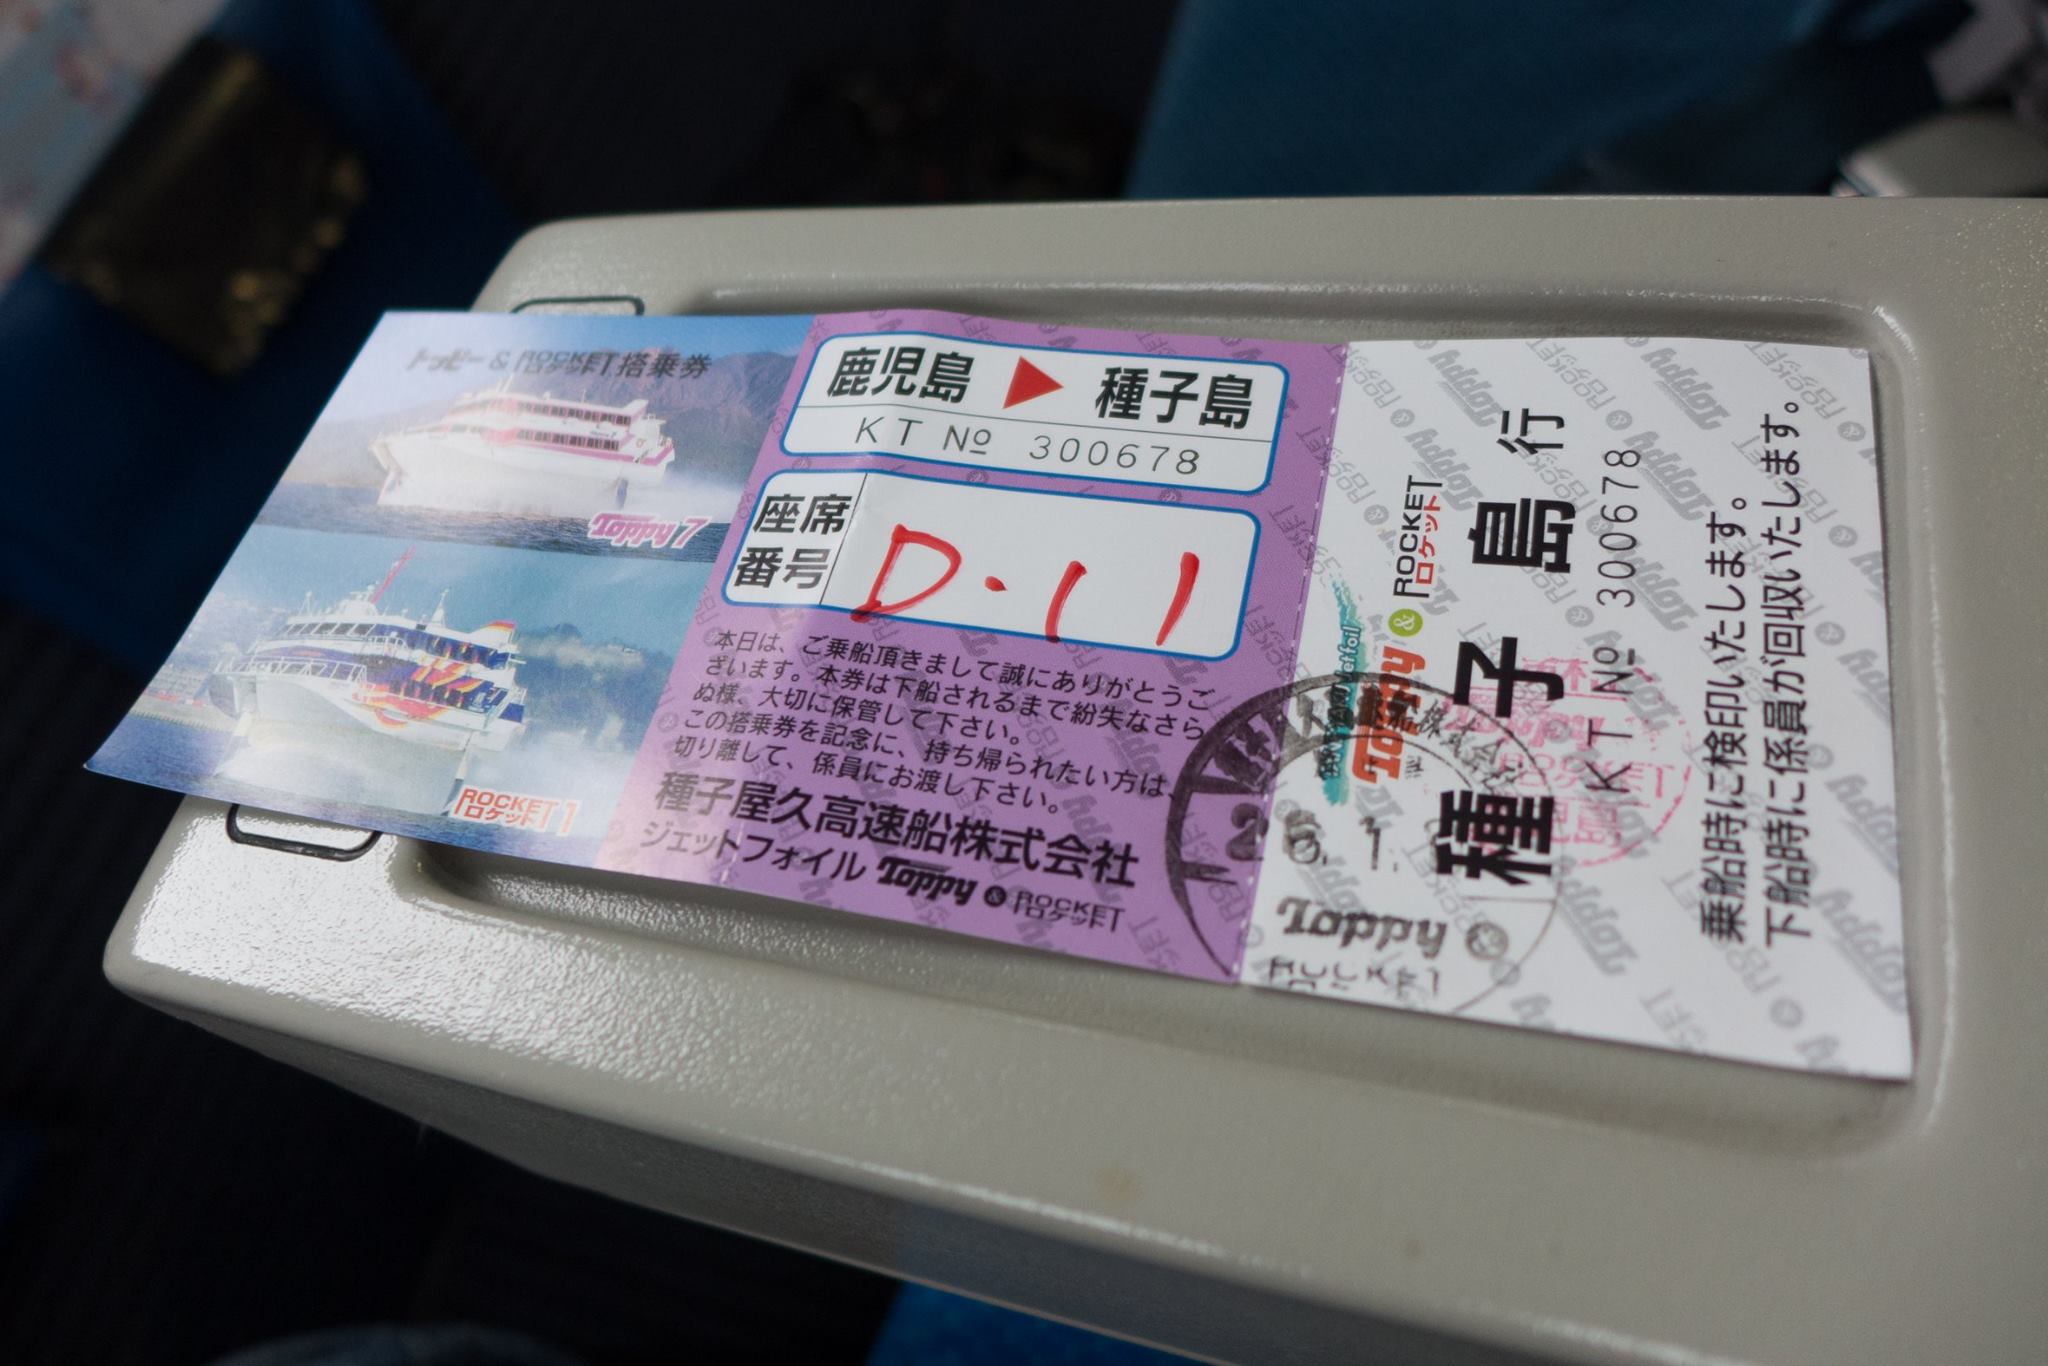 トッピー & ROCKET搭乗券
Toppy7
ROCKET1
ロケット
鹿児島 ▶ 種子島
KT № 300678
座席
番号
D・11
本日は、ご乗船頂きまして誠にありがとうご
ざいます。本券は下船されるまで紛失なさら
ぬ様、大切に保管して下さい。
この搭乗券を記念に、持ち帰られたい方は、
切り離して、係員にお渡し下さい。
種子屋久高速船株式会社
ジェットフォイル Toppy & ROCKET
ロケット
Toppy & ROCKET
ロケット
種子島行
KT № 300678
乗船時に検印いたします。
下船時に係員が回収いたします。
Toppy &